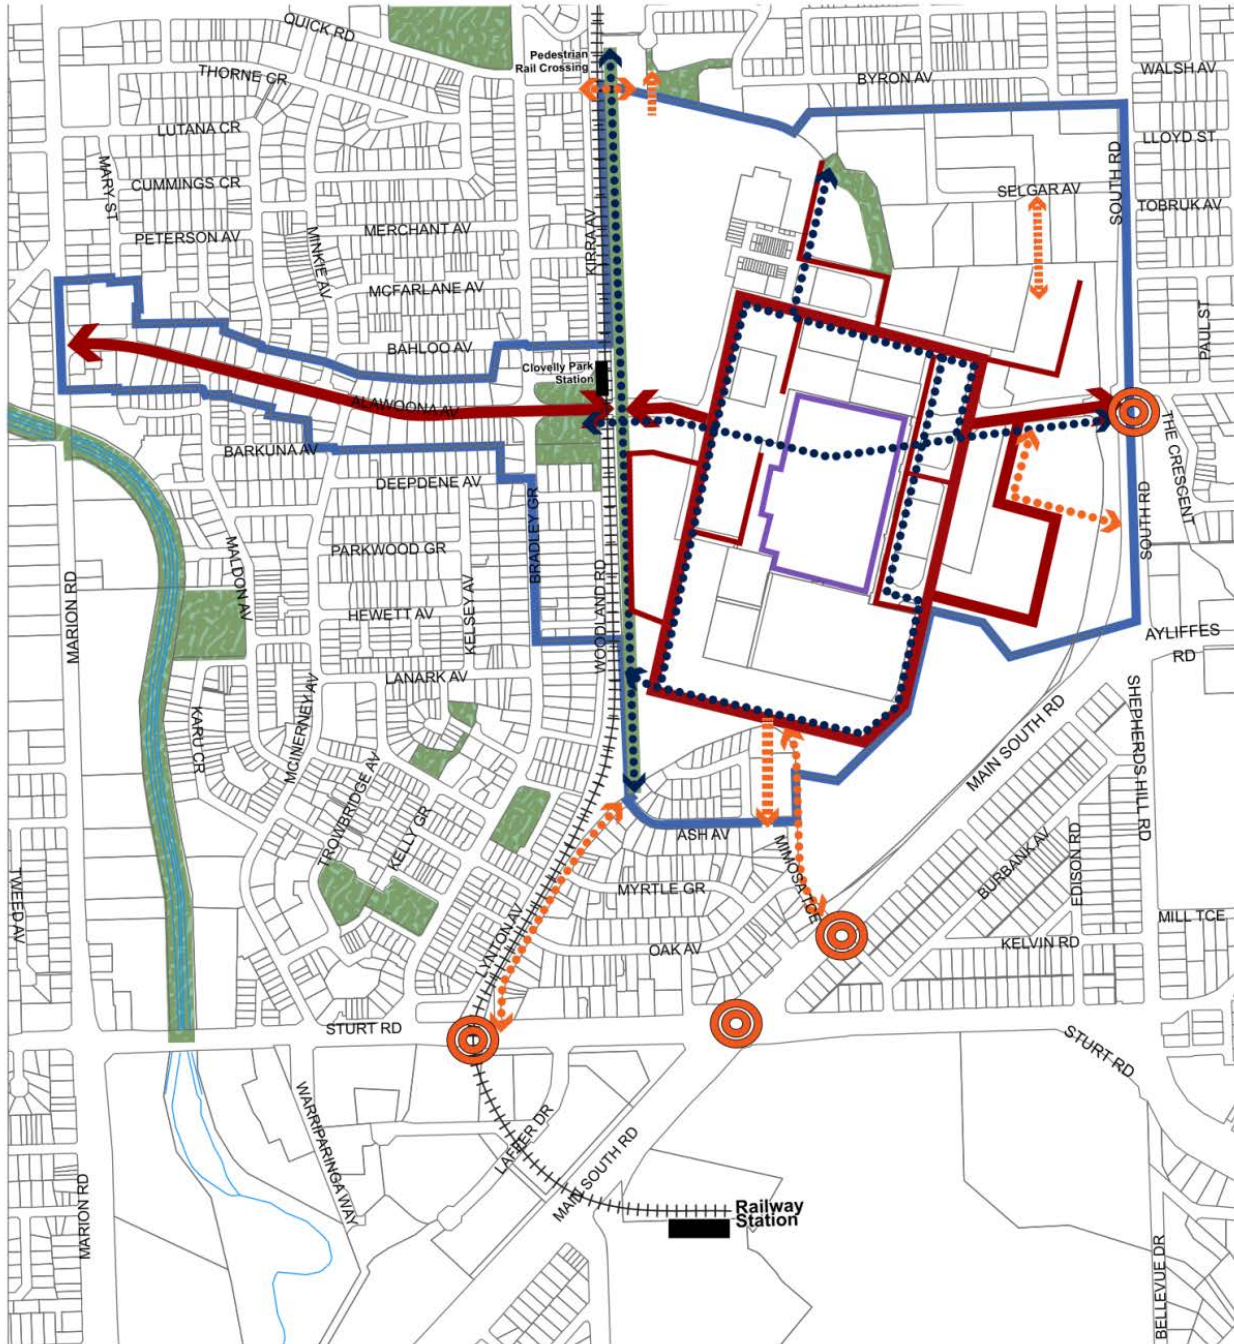 QUICK RD
Pedestrian
Rail Crossing
THORNE CR
BYRON AV
WALSH AV
LUTANA CR
LLOYD ST
MARY ST
CUMMINGS CR
SOUTH RD
SELGAR AV
TOBRUK AV
PETERSON AV
MERCHANT AV
KIRRA AV
MINKIE AV
MCFARLANE AV
PAUL ST
BAHLOO AV
Clovelly Park
Station
ALAWOONA AV
BARKUNA AV
THE CRESCENT
DEEPDENE AV
BRADLEY GR
SOUTH RD
PARKWOOD GR
MALDON AV
MARION RD
HEWETT AV
KELSEY AV
WOODLAND RD
AYLIFFES
RD
LANARK AV
KARU CR
MCINERNEY AV
MAIN SOUTH RD
SHEPHERDS HILL RD
TROWBRIDGE AV
KELLY GR
ASH AV
MIMOSA TCE
BURBANK AV
EDISON RD
TWEED AV
MYRTLE GR
MILL TCE
LYNTON AV
OAK AV
KELVIN RD
STURT RD
STURT RD
WARRIPARINGA WAY
LAFFER DR
MAIN SOUTH RD
MARION RD
Railway
Station
BELLEVUE DR